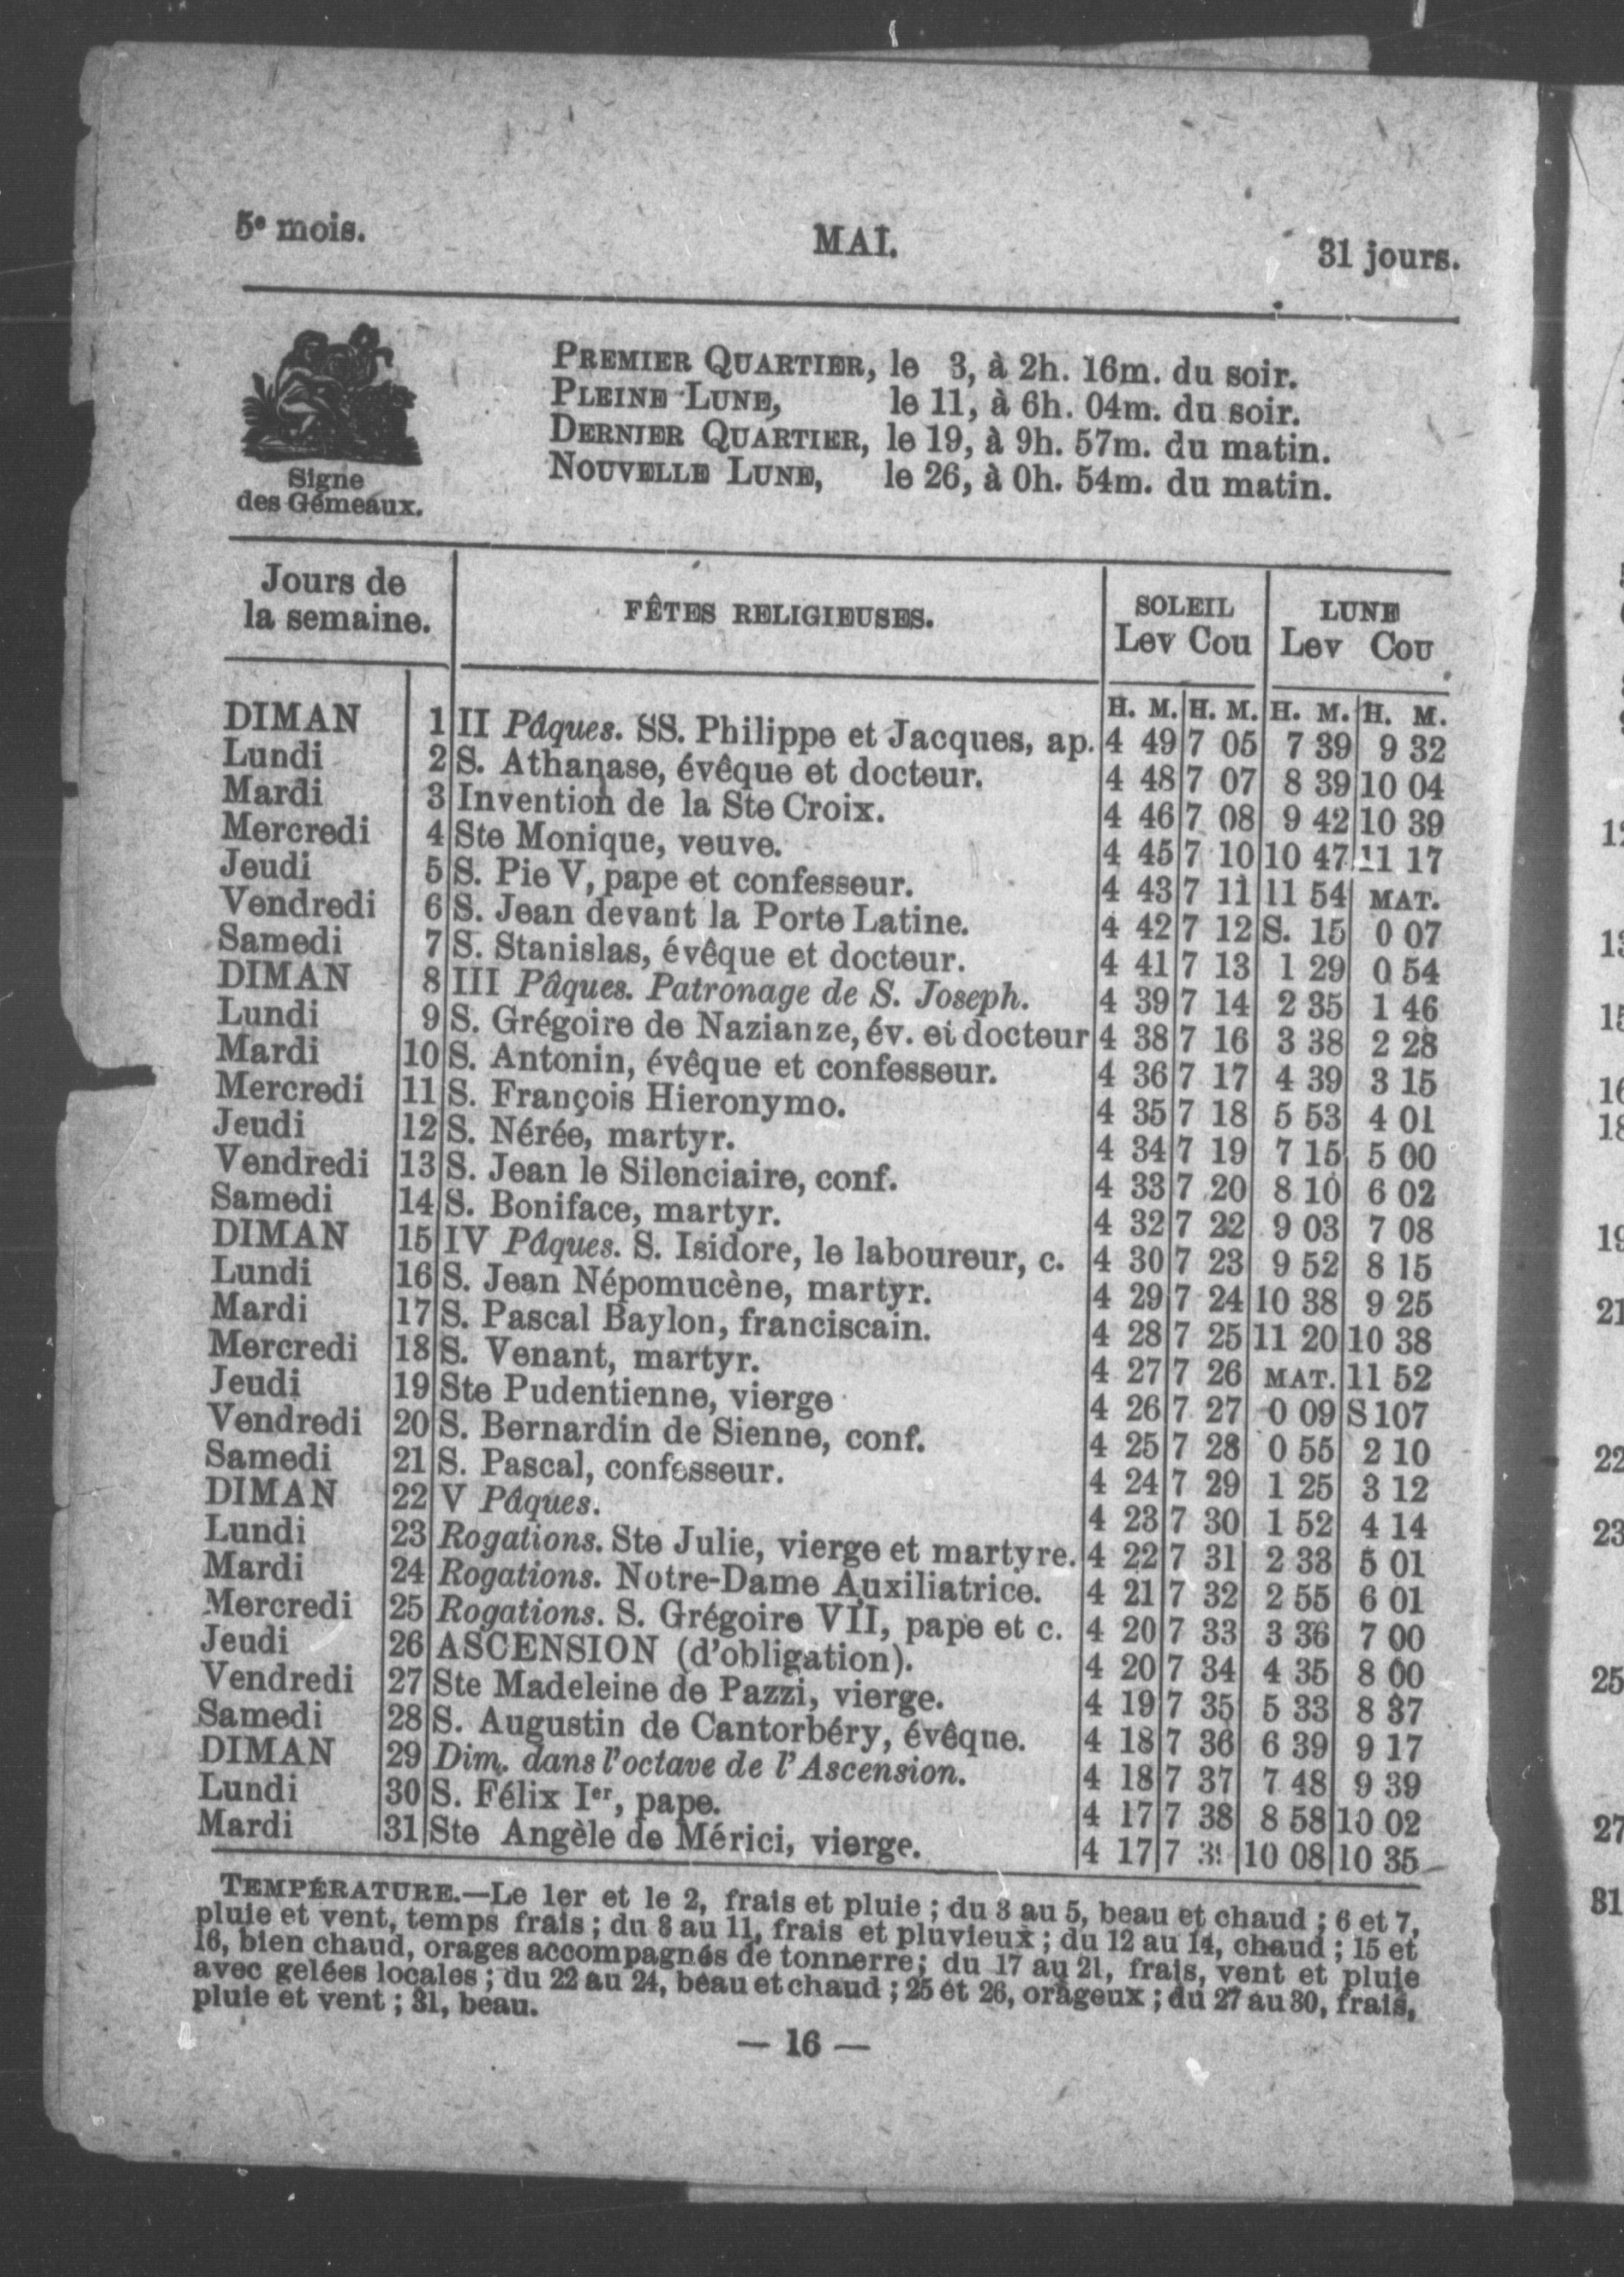 5e mois. MAI. 31 jours.
PREMIER QUARTIER, le 3, à 2h. 16m. du soir.
PLEINE LUNE, le 11, à 6h. 04m. du soir.
DERNIER QUARTIER, le 19, à 9h. 57m. du matin.
NOUVELLE LUNE, le 26, à 0h. 54m. du matin.
Signe
des Gémeaux.
Jours de
la semaine.
FÊTES RELIGIEUSES.
SOLEIL LUNE
Lev Cou Lev Cou
H. M. H. M. H. M. H. M.
DIMAN 1 II Pâques. SS. Philippe et Jacques, ap. 4 49 7 05 7 39 9 32
Lundi 2 S. Athanase, évêque et docteur. 4 48 7 07 8 39 10 04
Mardi 3 Invention de la Ste Croix. 4 46 7 08 9 42 10 39
Mercredi 4 Ste Monique, veuve. 4 45 7 10 10 47 11 17
Jeudi 5 S. Pie V, pape et confesseur. 4 43 7 11 11 54 MAT.
Vendredi 6 S. Jean devant la Porte Latine. 4 42 7 12 S. 15 0 07
Samedi 7 S. Stanislas, évêque et docteur. 4 41 7 13 1 29 0 54
DIMAN 8 III Pâques. Patronage de S. Joseph. 4 39 7 14 2 35 1 46
Lundi 9 S. Grégoire de Nazianze, év. et docteur 4 38 7 16 3 38 2 28
Mardi 10 S. Antonin, évêque et confesseur. 4 36 7 17 4 39 3 15
Mercredi 11 S. François Hieronymo. 4 35 7 18 5 53 4 01
Jeudi 12 S. Nérée, martyr. 4 34 7 19 7 15 5 00
Vendredi 13 S. Jean le Silenciaire, conf. 4 33 7 20 8 10 6 02
Samedi 14 S. Boniface, martyr. 4 32 7 22 9 03 7 08
DIMAN 15 IV Pâques. S. Isidore, le laboureur, c. 4 30 7 23 9 52 8 15
Lundi 16 S. Jean Népomucène, martyr. 4 29 7 24 10 38 9 25
Mardi 17 S. Pascal Baylon, franciscain. 4 28 7 25 11 20 10 38
Mercredi 18 S. Venant, martyr. 4 27 7 26 MAT. 11 52
Jeudi 19 Ste Pudentienne, vierge 4 26 7 27 0 09 S 107
Vendredi 20 S. Bernardin de Sienne, conf. 4 25 7 28 0 55 2 10
Samedi 21 S. Pascal, confesseur. 4 24 7 29 1 25 3 12
DIMAN 22 V Pâques. 4 23 7 30 1 52 4 14
Lundi 23 Rogations. Ste Julie, vierge et martyre. 4 22 7 31 2 33 5 01
Mardi 24 Rogations. Notre-Dame Auxiliatrice. 4 21 7 32 2 55 6 01
Mercredi 25 Rogations. S. Grégoire VII, pape et c. 4 20 7 33 3 36 7 00
Jeudi 26 ASCENSION (d'obligation). 4 20 7 34 4 35 8 00
Vendredi 27 Ste Madeleine de Pazzi, vierge. 4 19 7 35 5 33 8 37
Samedi 28 S. Augustin de Cantorbéry, évêque. 4 18 7 36 6 39 9 17
DIMAN 29 Dim. dans l'octave de l'Ascension. 4 18 7 37 7 48 9 39
Lundi 30 S. Félix Ier, pape. 4 17 7 38 8 58 10 02
Mardi 31 Ste Angèle de Mérici, vierge. 4 17 7 10 08 10 35
TEMPÉRATURE.—Le 1er et le 2, frais et pluie ; du 3 au 5, beau et chaud ; 6 et 7,
pluie et vent, temps frais ; du 8 au 11, frais et pluvieux ; du 12 au 14, chaud ; 15 et
16, bien chaud, orages accompagnés de tonnerre ; du 17 au 21, frais, vent et pluie
avec gelées locales ; du 22 au 24, beau et chaud ; 25 et 26, orageux ; du 27 au 30, frais,
pluie et vent ; 31, beau.
— 16 —